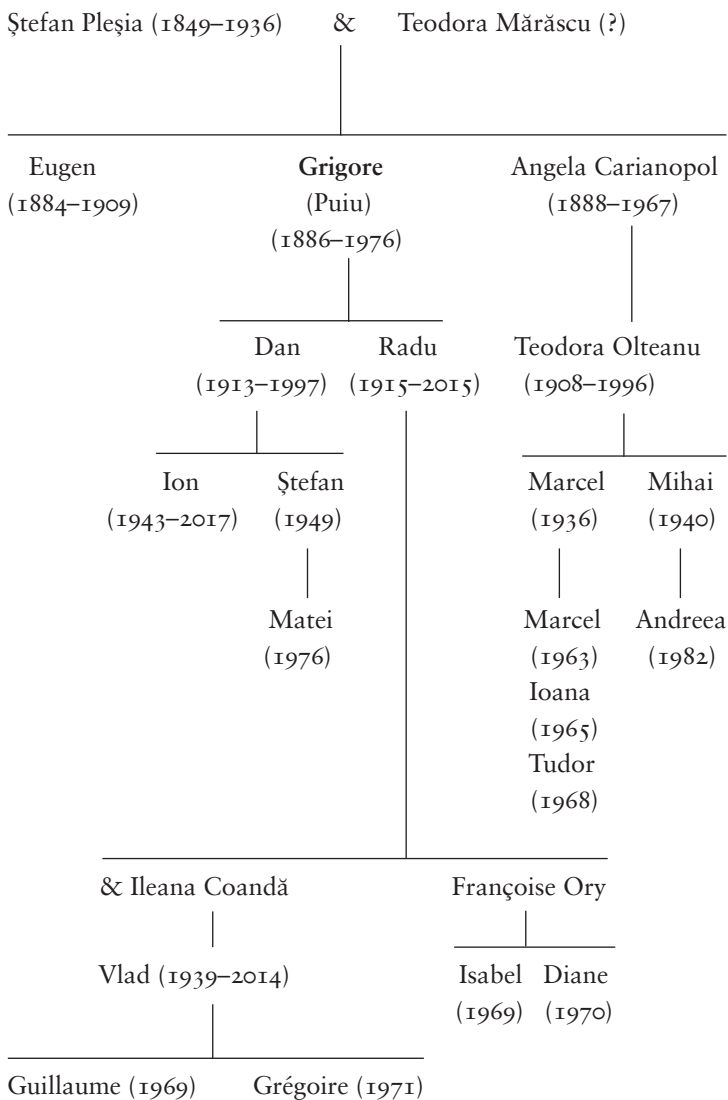 Ștefan Pleșia (1849–1936) & Teodora Mărăscu (?)
Eugen Grigore Angela Carianopol
(1884–1909) (Puiu) (1888–1967)
(1886–1976)
Dan Radu Teodora Olteanu
(1913–1997) (1915–2015) (1908–1996)
Ion Ștefan Marcel Mihai
(1943–2017) (1949) (1936) (1940)
Matei Marcel Andreea
(1976) (1963) (1982)
Ioana
(1965)
Tudor
(1968)
& Ileana Coandă Françoise Ory
Vlad (1939–2014) Isabel Diane
(1969) (1970)
Guillaume (1969) Grégoire (1971)